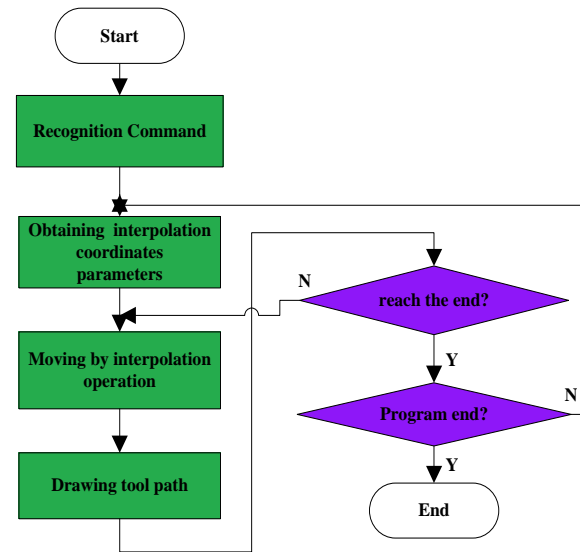 Start
Recognition Command
Obtaining interpolation
coordinates
parameters
Moving by interpolation
operation
Drawing tool path
N
reach the end?
Y
Program end?
N
Y
End